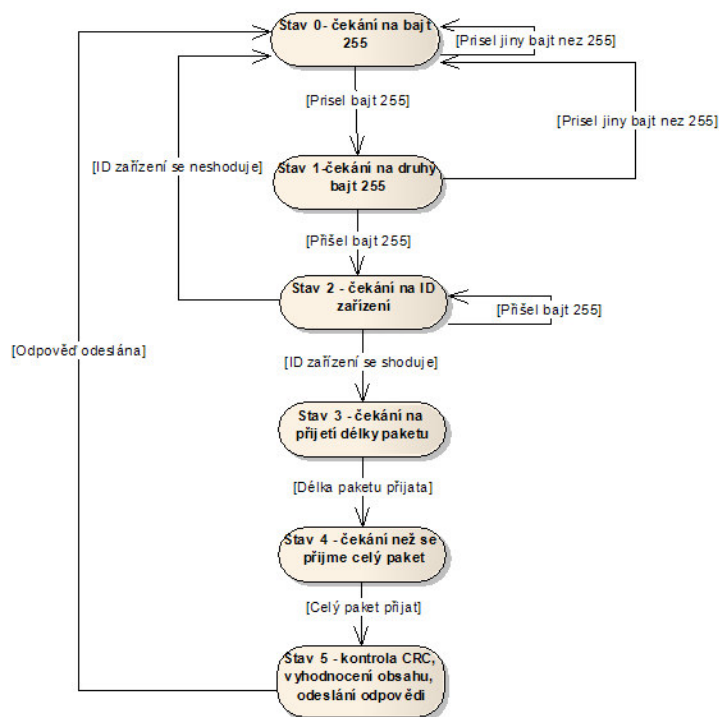 Stav 0- čekání na bajt
255
[Prisel jiny bajt nez 255]
[Prisel bajt 255]
[Prisel jiny bajt nez 255]
[ID zařízení se neshoduje]
Stav 1-čekání na druhý
bajt 255
[Přišel bajt 255]
Stav 2 - čekání na ID
zařízení
[Přišel bajt 255]
[Odpověď odeslána]
[ID zařízení se shoduje]
Stav 3 - čekání na
přijetí délky paketu
[Délka paketu přijata]
Stav 4 - čekání než se
přijme celý paket
[Celý paket přijat]
Stav 5 - kontrola CRC,
vyhodnocení obsahu,
odeslání odpovědi